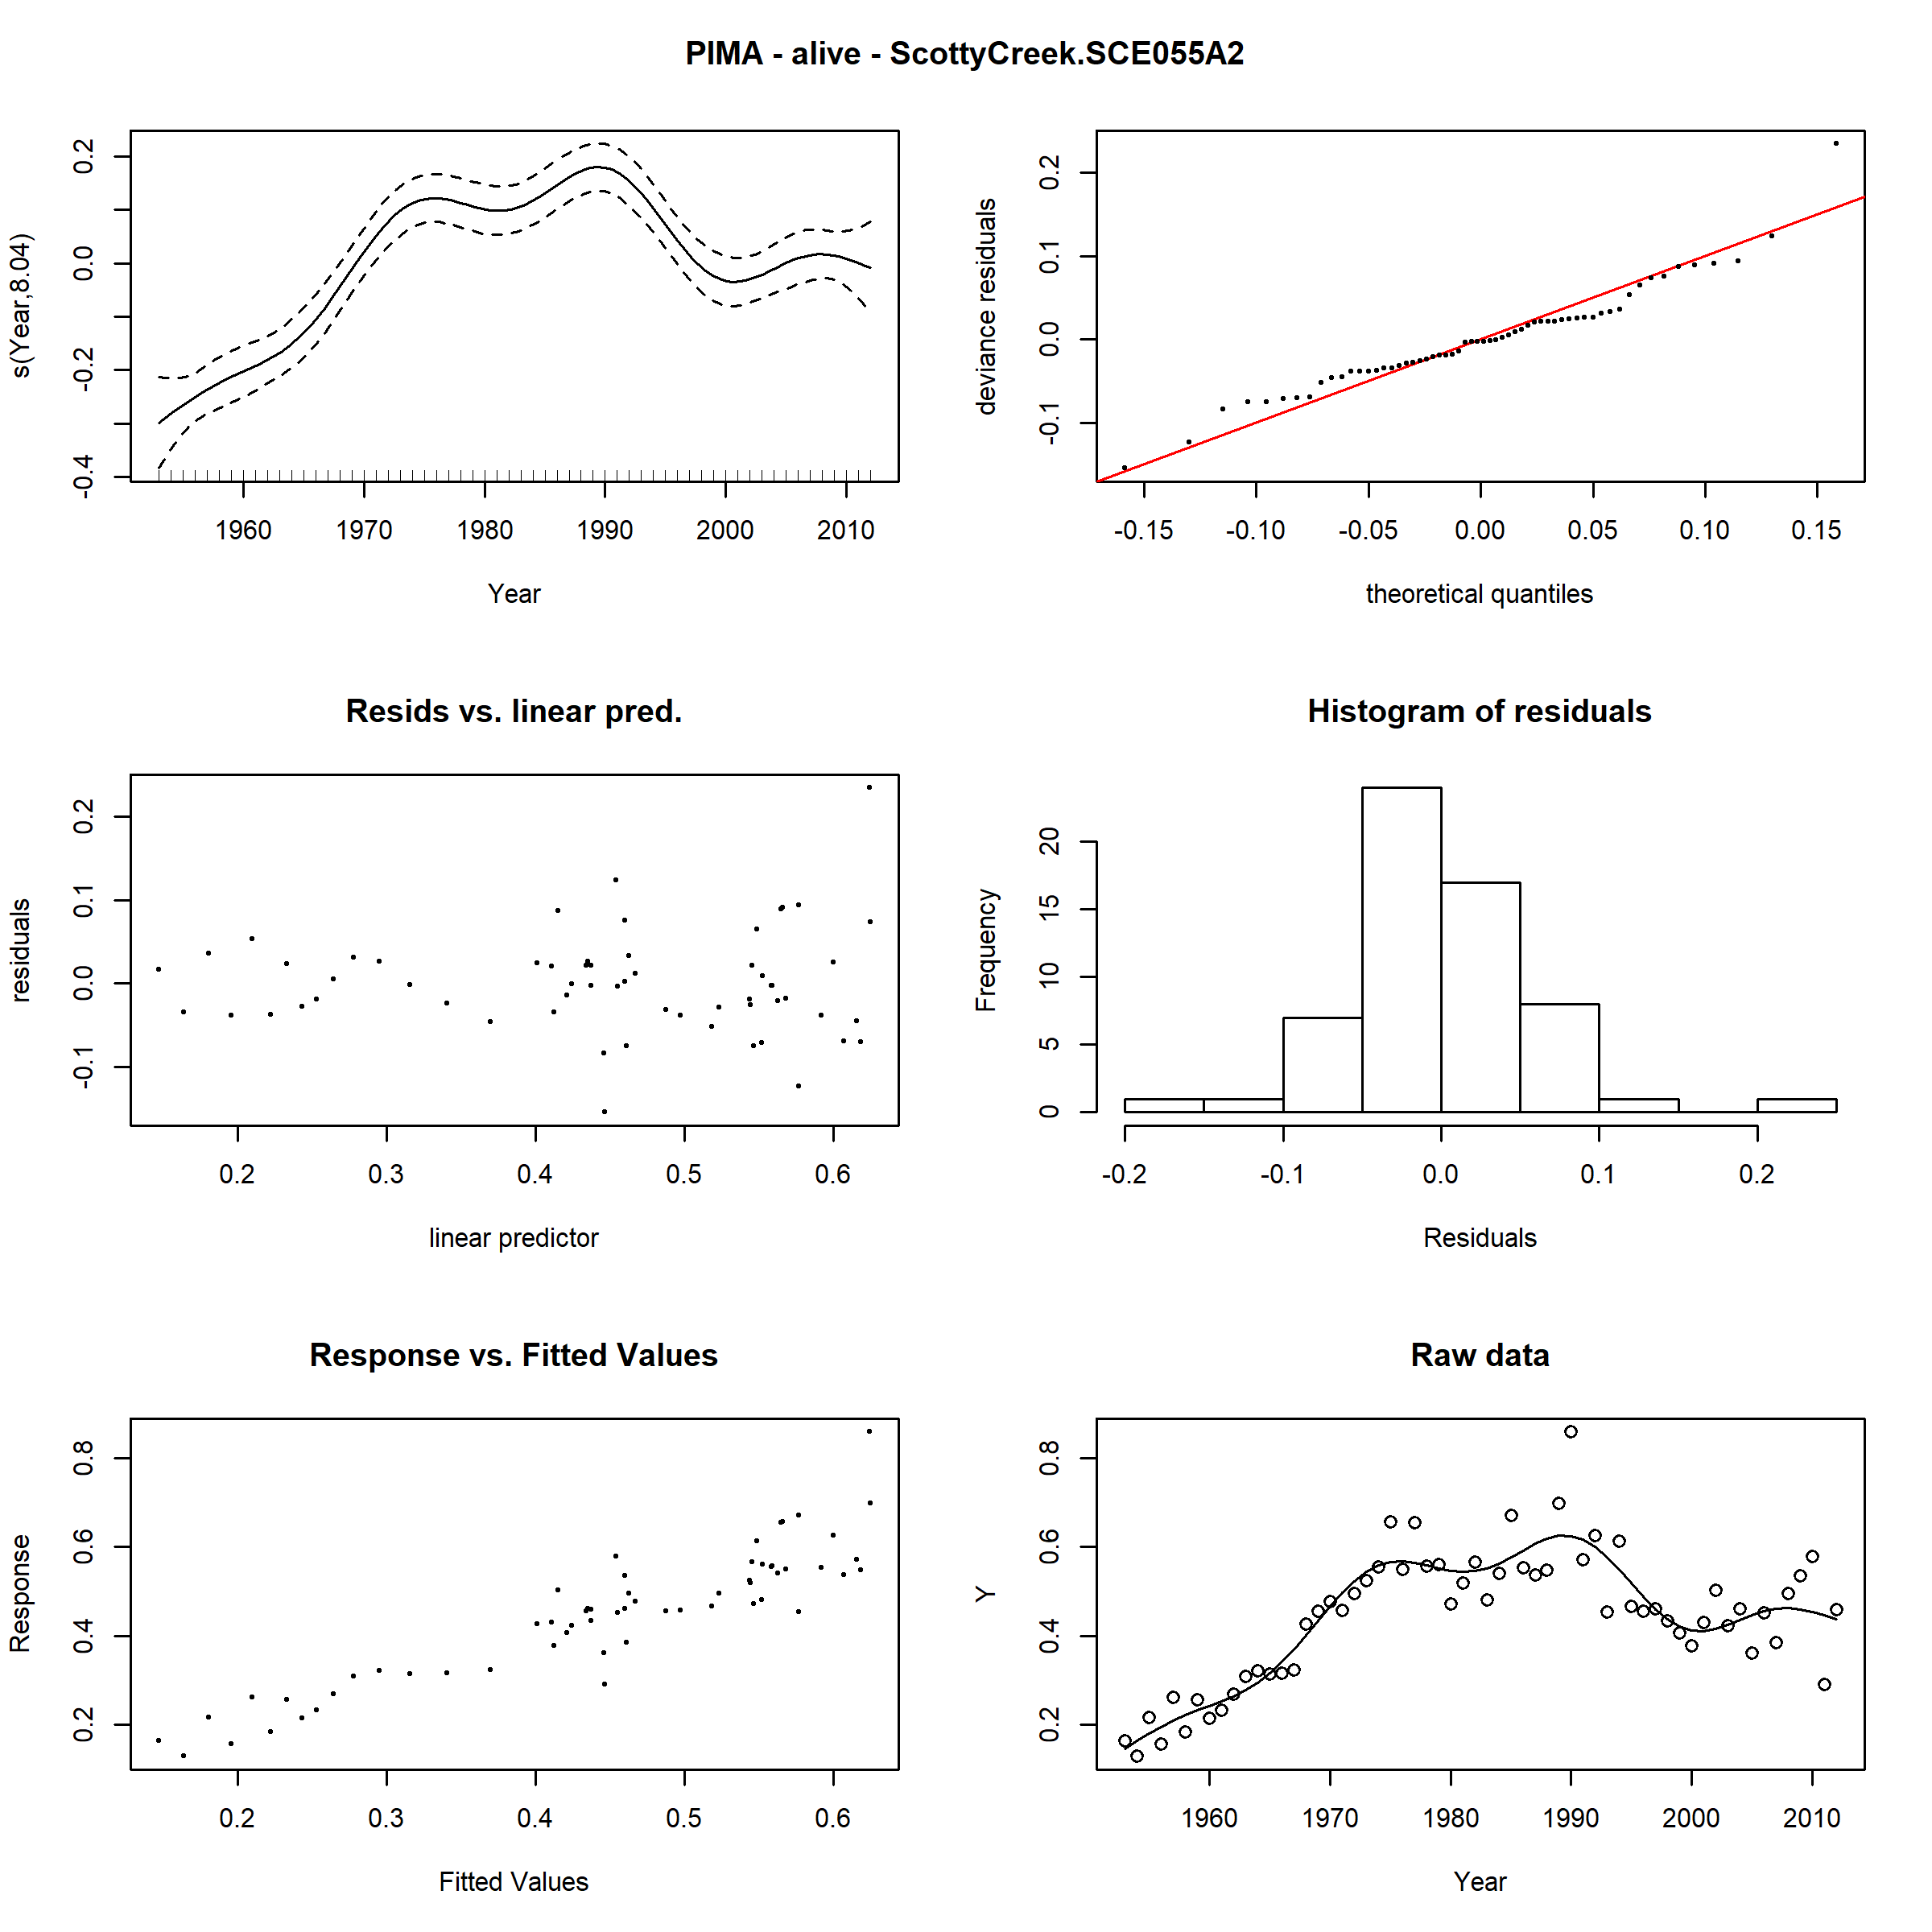 PIMA - alive - ScottyCreek.SCE055A2
s(Year,8.04)
-0.4 -0.2 0.0 0.2
1960 1970 1980 1990 2000 2010
Year
deviance residuals
-0.1 0.0 0.1 0.2
-0.15 -0.10 -0.05 0.00 0.05 0.10 0.15
theoretical quantiles
Resids vs. linear pred.
residuals
-0.1 0.0 0.1 0.2
0.2 0.3 0.4 0.5 0.6
linear predictor
Histogram of residuals
Frequency
0 5 10 15 20
-0.2 -0.1 0.0 0.1 0.2
Residuals
Response vs. Fitted Values
Response
0.2 0.4 0.6 0.8
0.2 0.3 0.4 0.5 0.6
Fitted Values
Raw data
Y
0.2 0.4 0.6 0.8
1960 1970 1980 1990 2000 2010
Year